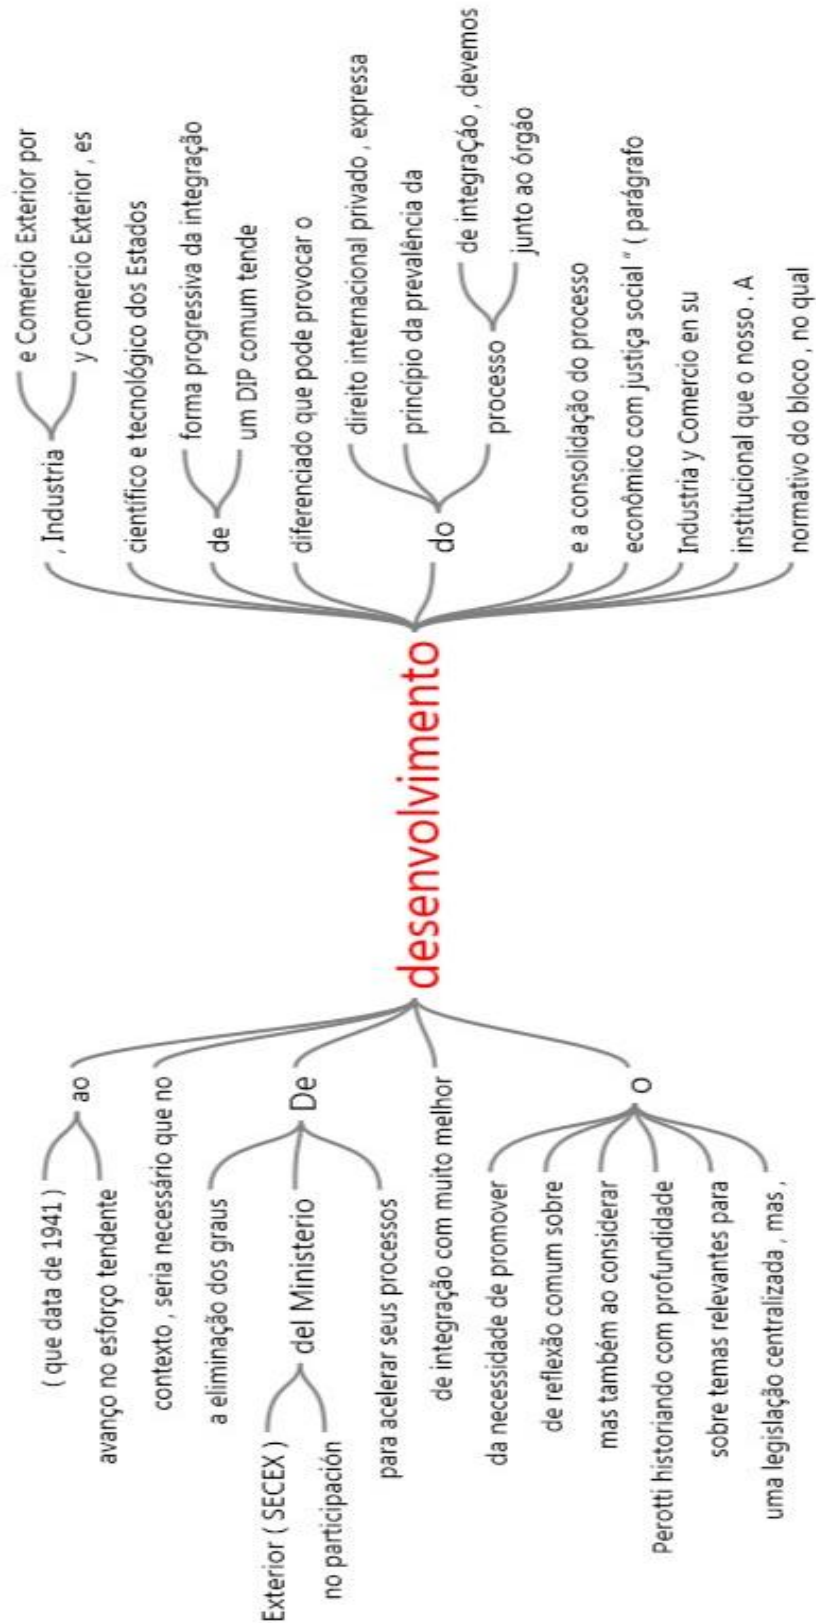 ( que data de 1941 )
avanço no esforço tendente
ao
contexto , seria necessário que no
a eliminação dos graus
Exterior ( SECEX )
no participación
del Ministerio
para acelerar seus processos
De
de integração com muito melhor
da necessidade de promover
de reflexão comum sobre
mas também ao considerar
Perotti historiando com profundidade
sobre temas relevantes para
uma legislação centralizada , mas ,
o
desenvolvimento
, Industria
e Comercio Exterior por
y Comercio Exterior , es
científico e tecnológico dos Estados
de
forma progressiva da integração
um DIP comum tende
diferenciado que pode provocar o
do
direito internacional privado , expressa
princípio da prevalência da
processo
de integração , devemos
junto ao órgão
e a consolidação do processo
econômico com justiça social " ( parágrafo
Industria y Comercio en su
institucional que o nosso . A
normativo do bloco , no qual